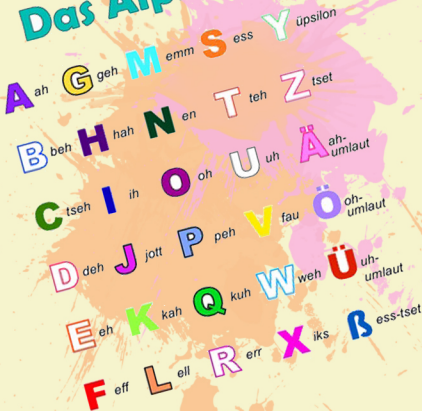 Das Alp
A ah
G geh
M emm
S ess
Y üpsilon
B beh
H hah
N en
T teh
Z tset
C tseh
I ih
O oh
U uh
Ä ah-
umlaut
D deh
J jott
P peh
V fau
Ö oh-
umlaut
E eh
K kah
Q kuh
W weh
Ü uh-
umlaut
F eff
L ell
R err
X iks
ß ess-tset